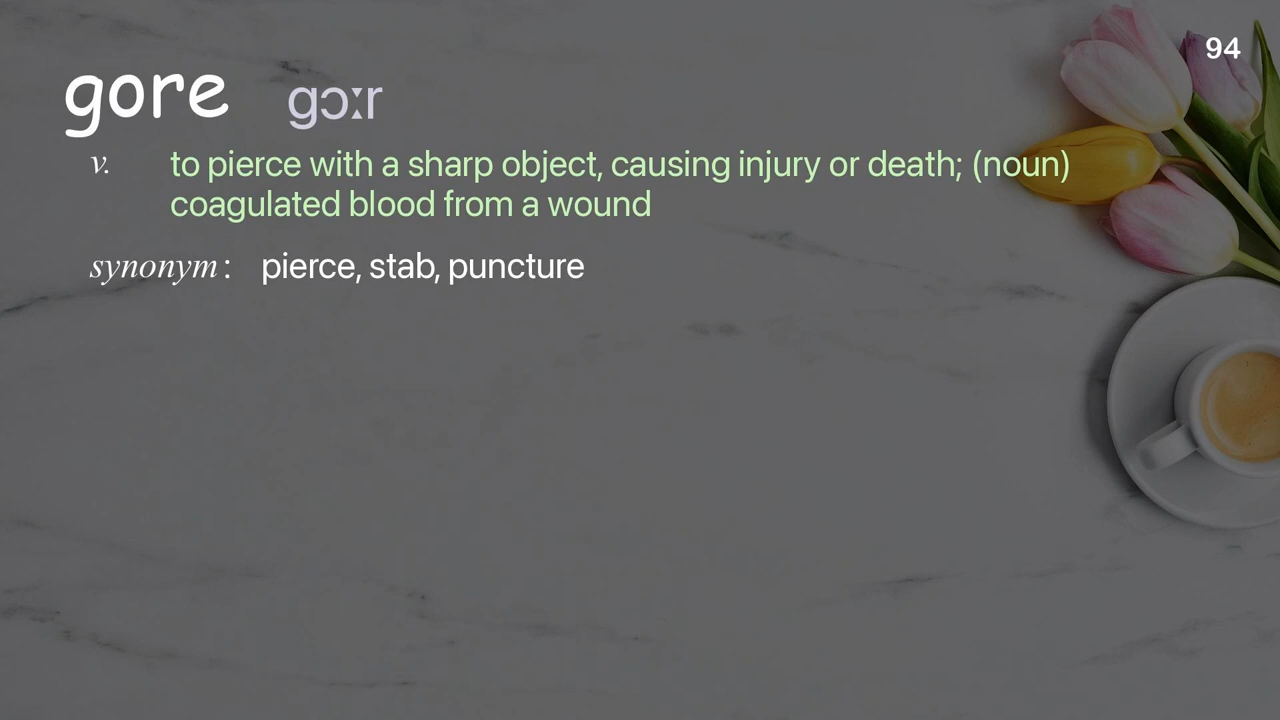 94
gore gɔːr
v. to pierce with a sharp object, causing injury or death; (noun)
coagulated blood from a wound
synonym : pierce, stab, puncture